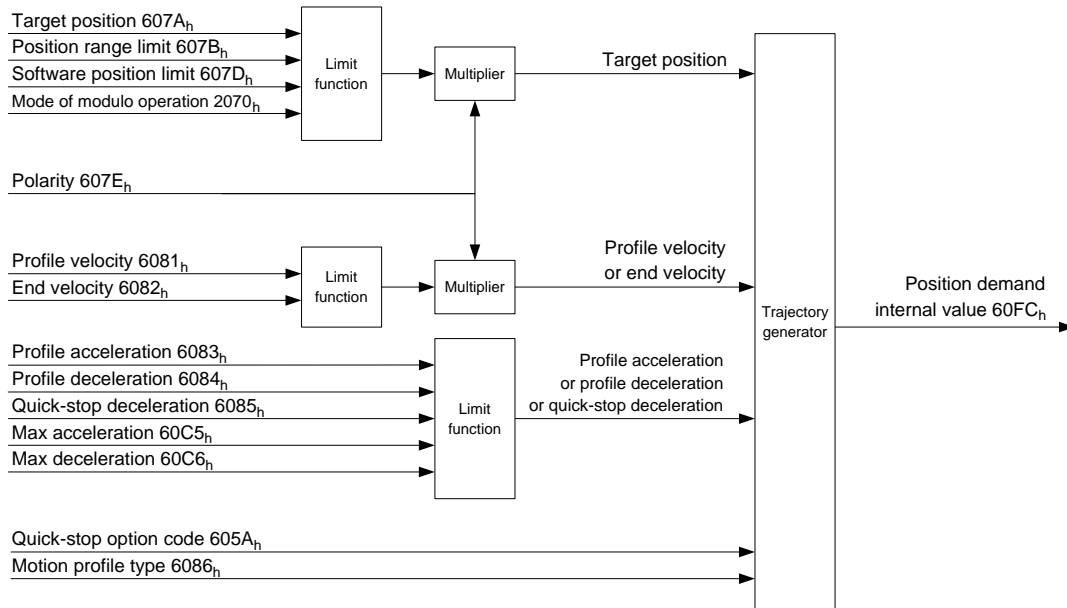 Target position 607Ah
Position range limit 607Bh
Software position limit 607Dh
Mode of modulo operation 2070h
Limit
function
Multiplier
Target position
Polarity 607Eh
Profile velocity 6081h
End velocity 6082h
Limit
function
Multiplier
Profile velocity
or end velocity
Trajectory
generator
Position demand
internal value 60FCh
Profile acceleration 6083h
Profile deceleration 6084h
Quick-stop deceleration 6085h
Max acceleration 60C5h
Max deceleration 60C6h
Limit
function
Profile acceleration
or profile deceleration
or quick-stop deceleration
Quick-stop option code 605Ah
Motion profile type 6086h